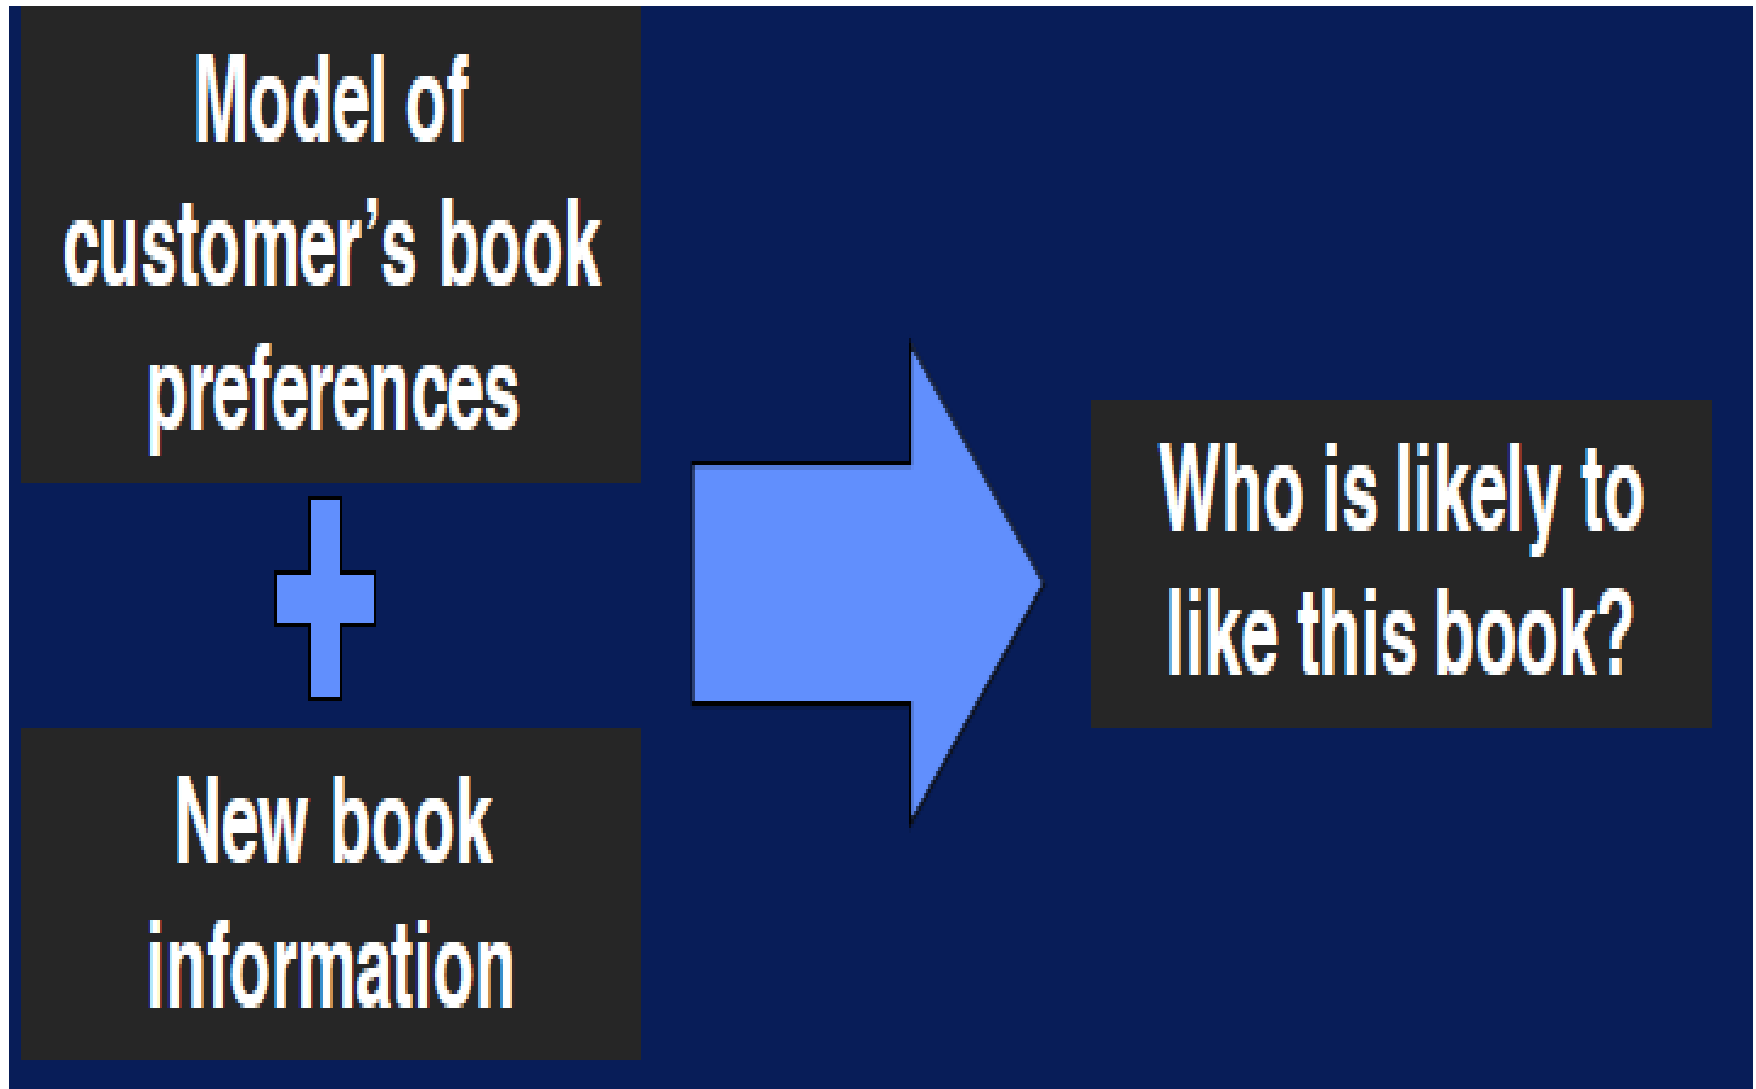 Model of
customer’s book
preferences
New book
information
Who is likely to
like this book?